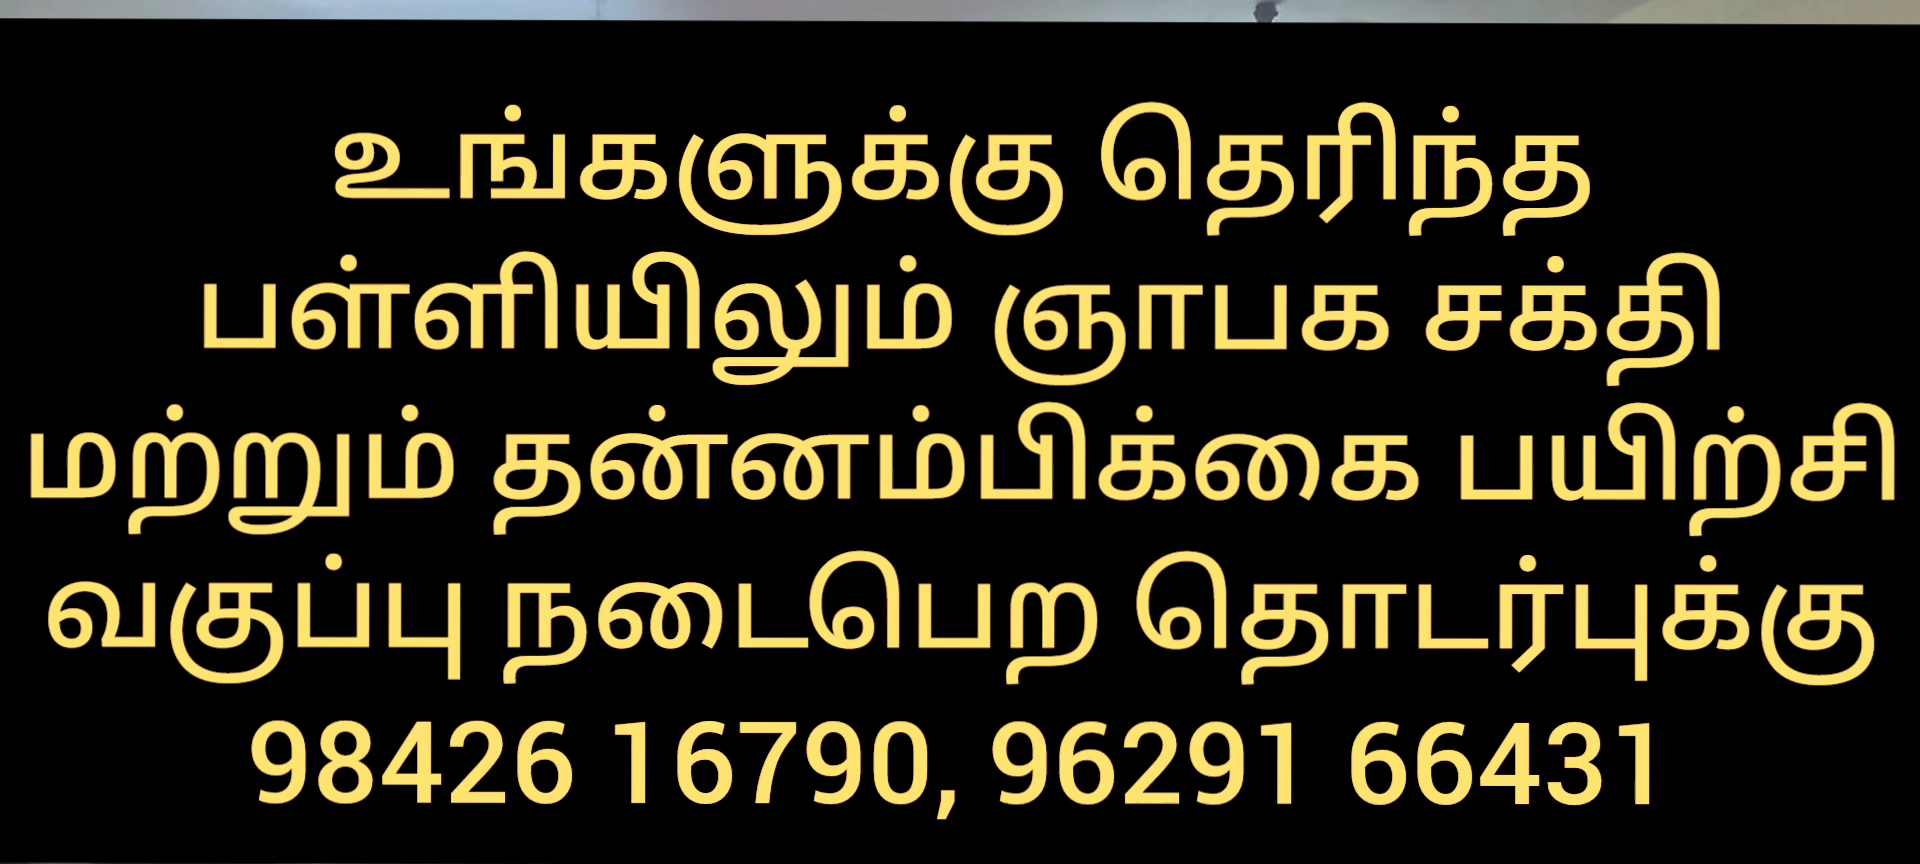 உங்களுக்கு தெரிந்த
பள்ளியிலும் ஞாபக சக்தி
மற்றும் தன்னம்பிக்கை பயிற்சி
வகுப்பு நடைபெற தொடர்புக்கு
98426 16790, 96291 66431